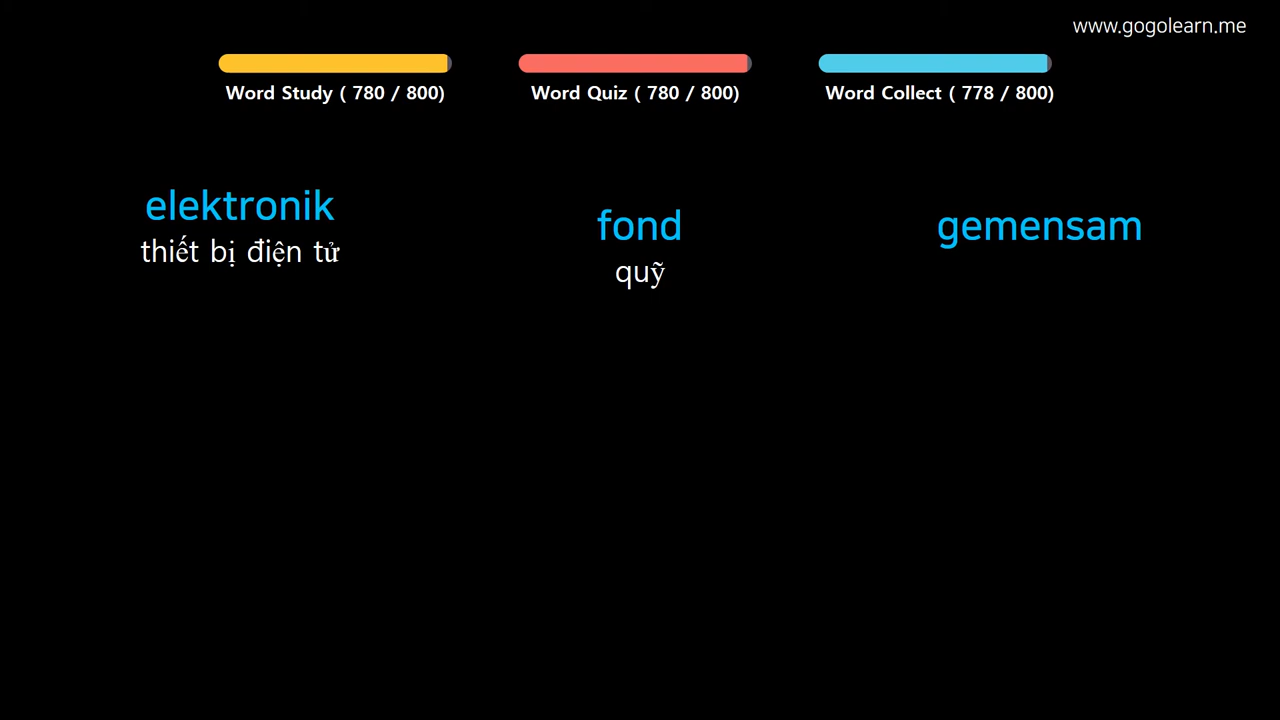 www.gogolearn.me
Word Study ( 780 / 800)
Word Quiz ( 780 / 800)
Word Collect ( 778 / 800)
elektronik
thiết bị điện tử
fond
quỹ
gemensam